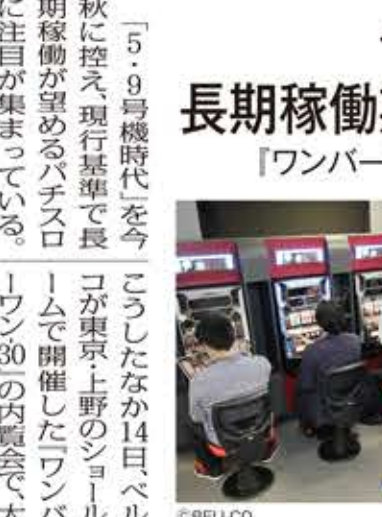 長期稼働
『ワンバー
「5・9号機時代」を今
秋に控え、現行基準で長
期稼働が望めるパチスロ
に注目が集まっている。
こうしたなか14日、ベル
コが東京・上野のショール
ームで開催した『ワンバ
ーワン-30』の内覧会で、大
©BELLCO